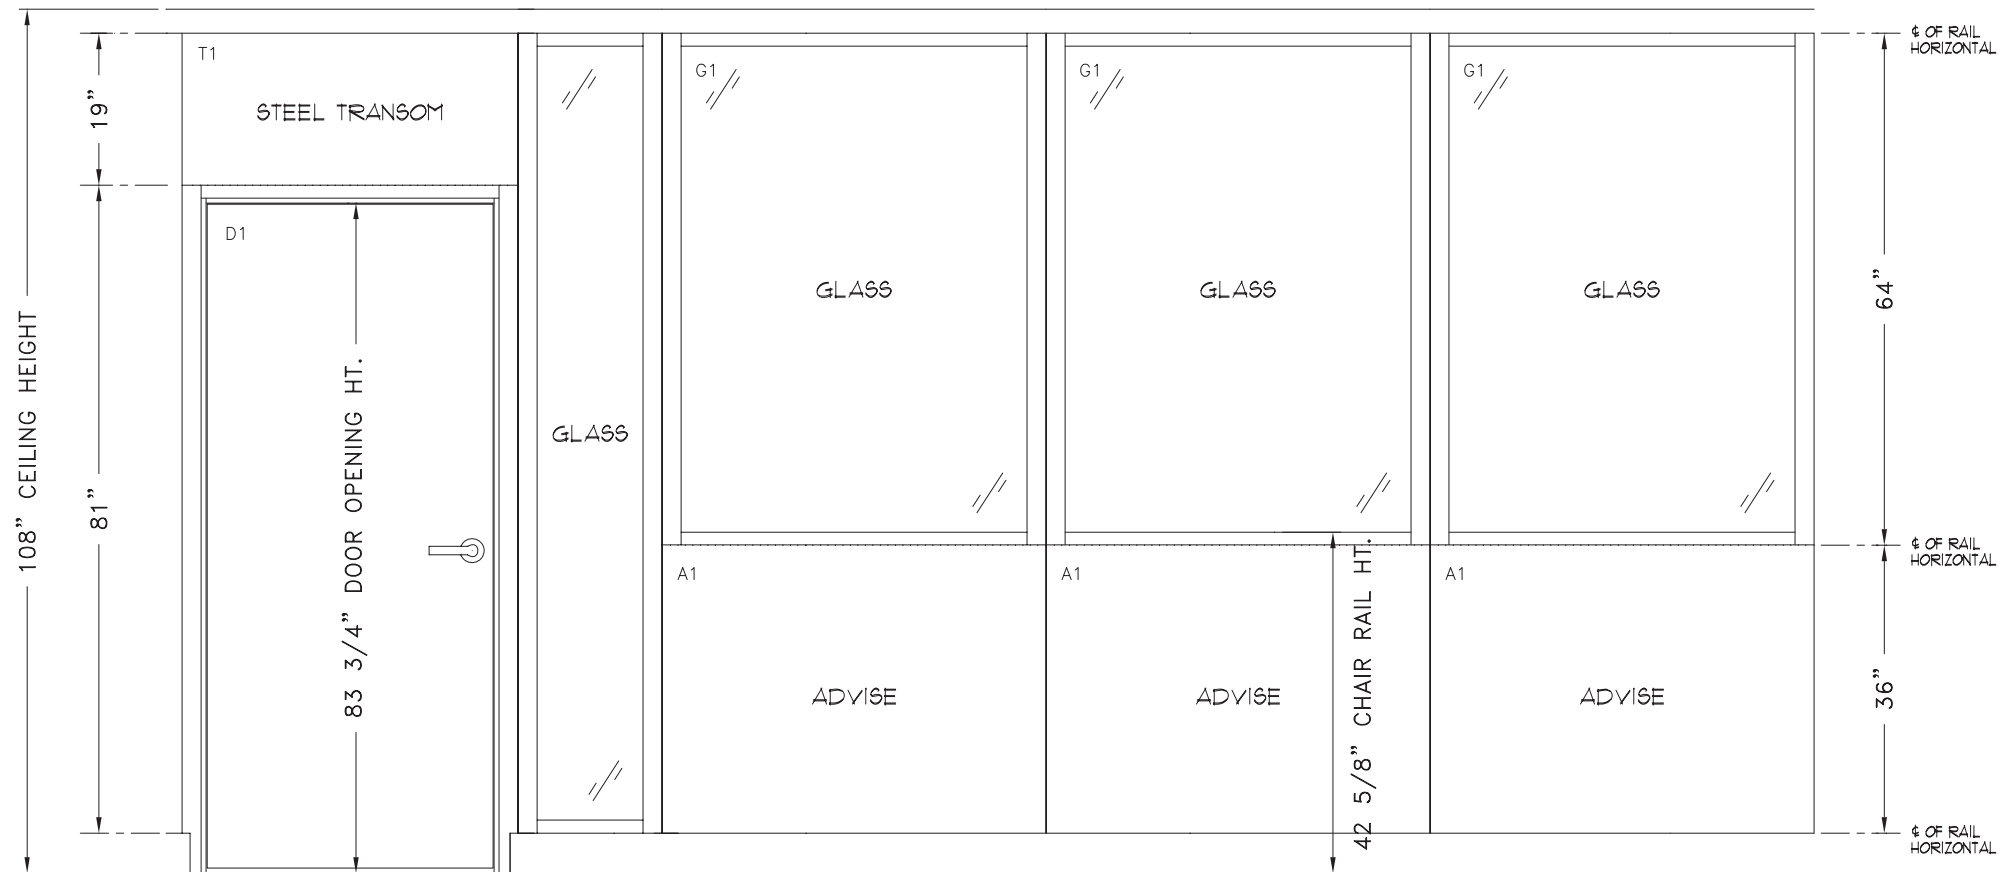 ℄ OF RAIL
HORIZONTAL
T1
STEEL TRANSOM
19”
G1
G1
G1
D1
GLASS
GLASS
GLASS
64”
108” CEILING HEIGHT
81”
83 3/4” DOOR OPENING HT.
GLASS
℄ OF RAIL
HORIZONTAL
A1
A1
A1
ADVISE
ADVISE
42 5/8” CHAIR RAIL HT.
ADVISE
36”
℄ OF RAIL
HORIZONTAL